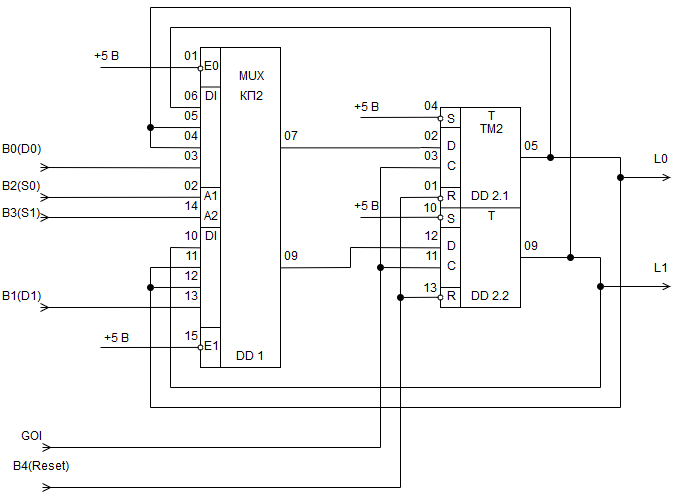 +5 В
01
E0
MUX
КП2
06
DI
05
04
B0(D0)
03
07
B2(S0)
02
A1
B3(S1)
14
A2
10
DI
11
12
09
B1(D1)
13
+5 В
15
E1
DD 1
+5 В
04
S
T
TM2
02
D
03
C
05
L0
01
R
DD 2.1
+5 В
10
S
T
12
D
09
11
C
L1
13
R
DD 2.2
GOI
B4(Reset)